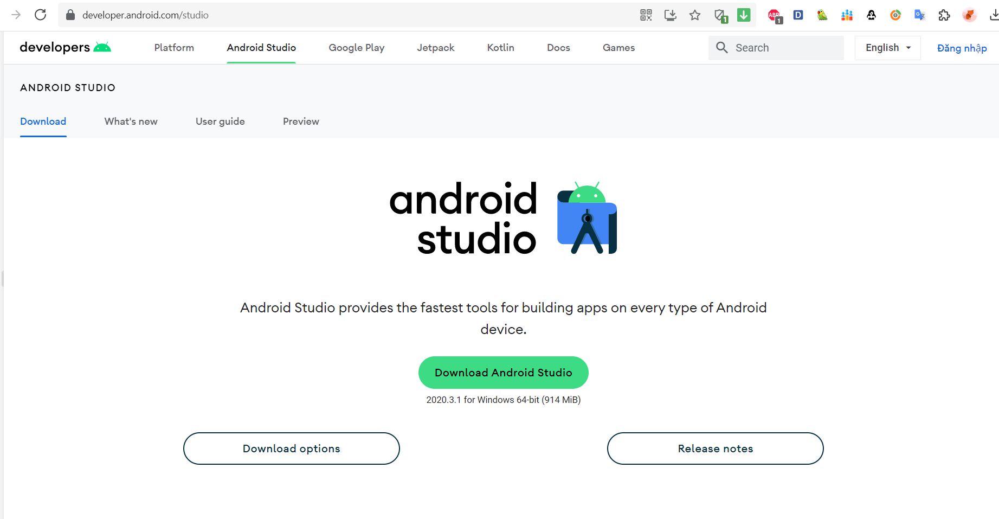 developer.android.com/studio
1
ABP
1
D
G
developers
Platform
Android Studio
Google Play
Jetpack
Kotlin
Docs
Games
Search
English
Đăng nhập
ANDROID STUDIO
Download
What's new
User guide
Preview
android
studio
Android Studio provides the fastest tools for building apps on every type of Android
device.
Download Android Studio
2020.3.1 for Windows 64-bit (914 MiB)
Download options
Release notes